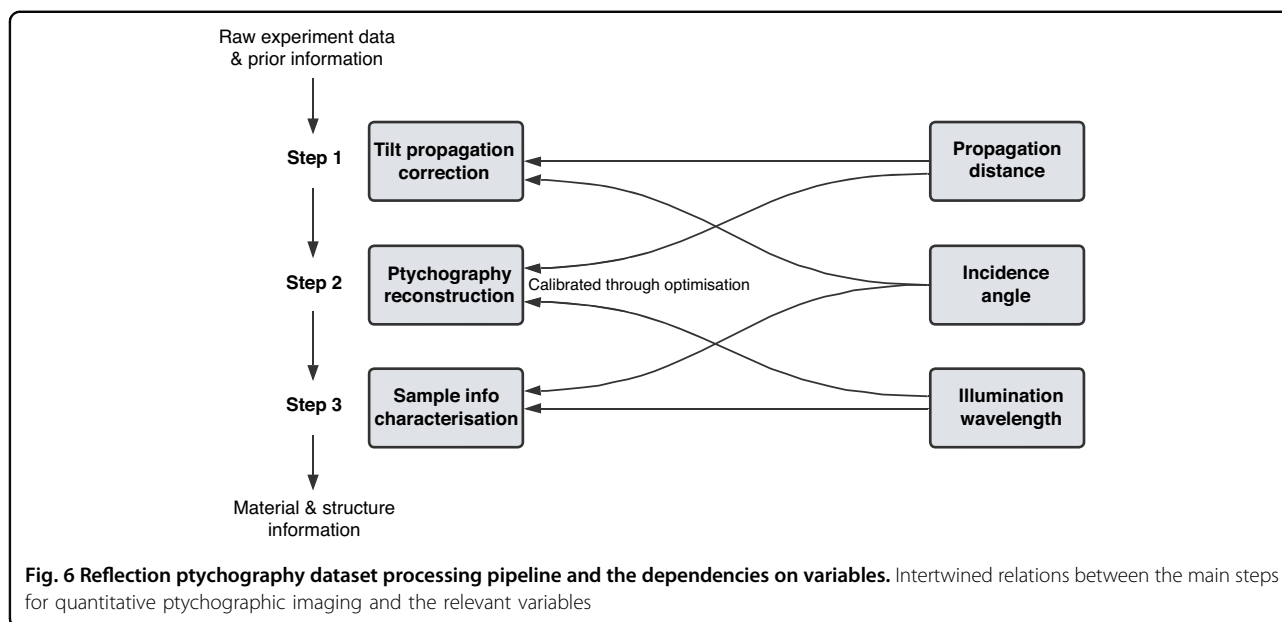 Raw experiment data
& prior information
Step 1
Tilt propagation
correction
Propagation
distance
Step 2
Ptychography
reconstruction
Calibrated through optimisation
Incidence
angle
Step 3
Sample info
characterisation
Illumination
wavelength
Material & structure
information
Fig. 6 Reflection ptychography dataset processing pipeline and the dependencies on variables. Intertwined relations between the main steps
for quantitative ptychographic imaging and the relevant variables